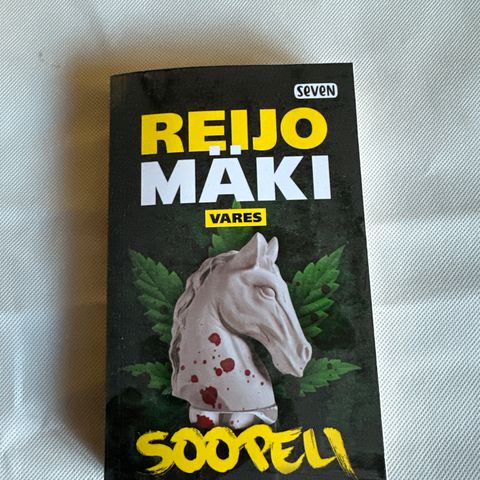 seven
REIJO
MÄKI
VARES
SOOPELI